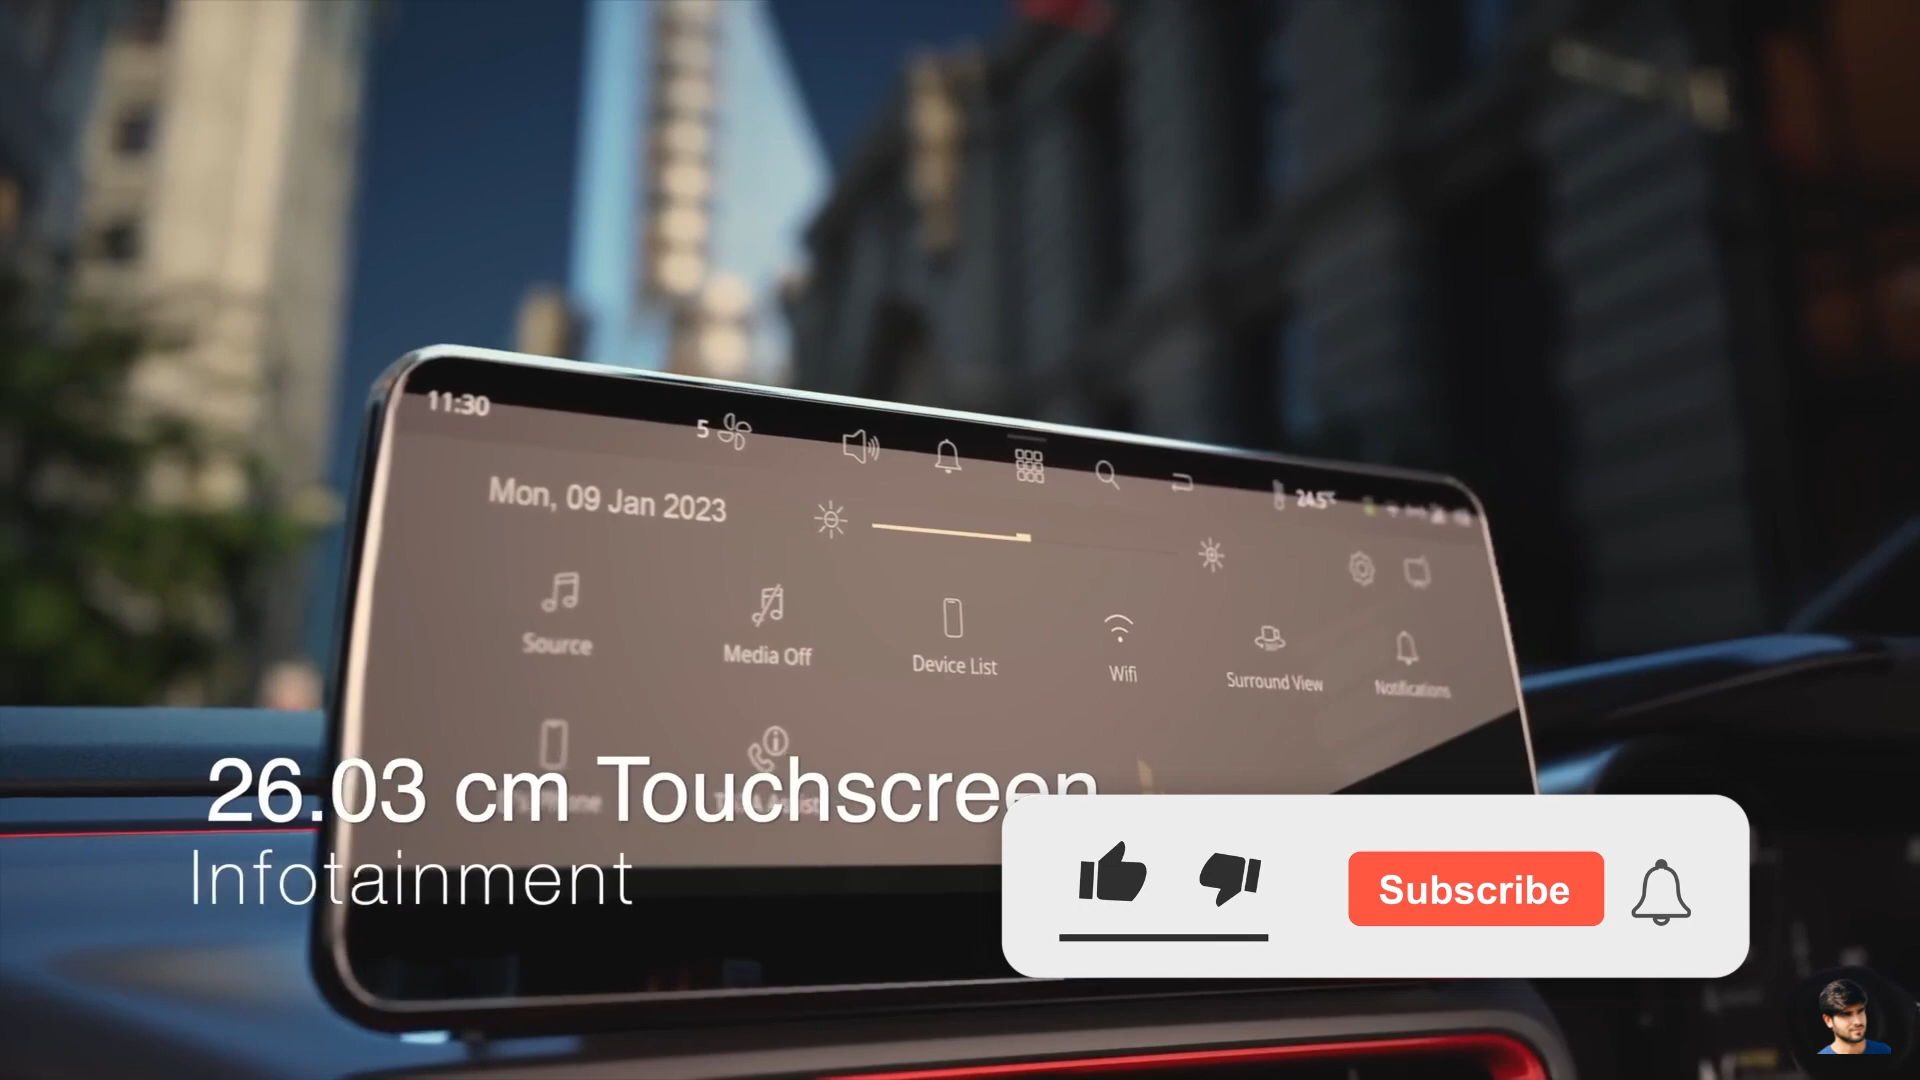 11:30
5
24.5°C
Mon, 09 Jan 2023
Source
Media Off
Device List
Wifi
Surround View
Notifications
26.03 cm Touchscreen
Infotainment
Subscribe